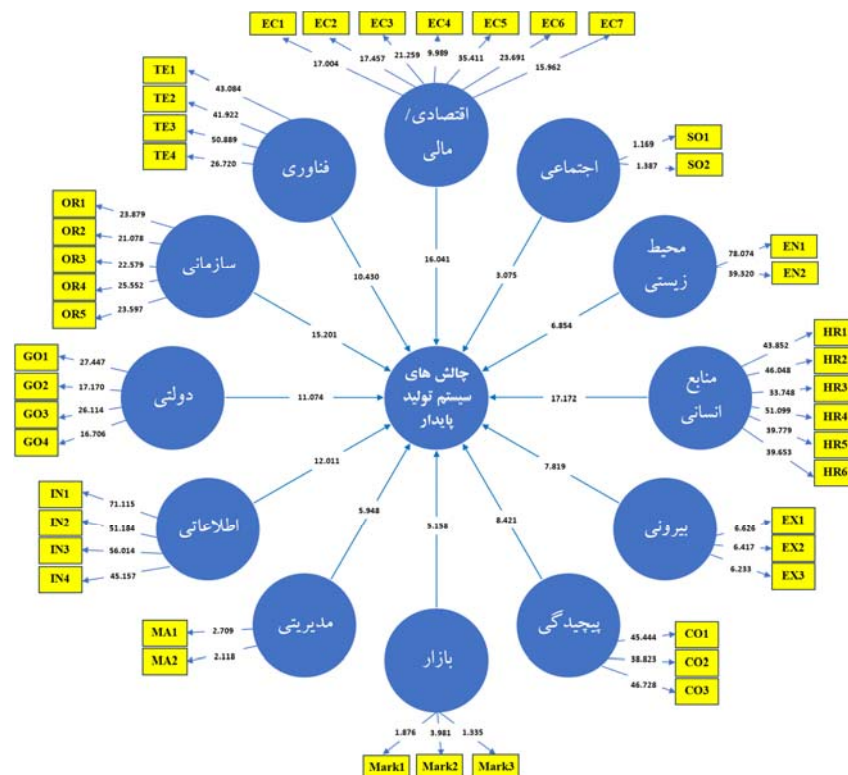 EC1 EC2 EC3 EC4 EC5 EC6 EC7
17.004 17.457 21.259 9.989 35.411 23.691 15.962
اقتصادی/
مالی
16.041
TE1
TE2
TE3
TE4
43.084
41.922
50.889
26.720
فناوری
10.430
SO1
SO2
1.169
1.387
اجتماعی
3.075
OR1
OR2
OR3
OR4
OR5
23.879
21.078
22.579
25.552
23.597
سازمانی
15.201
EN1
EN2
78.074
39.320
محیط
زیستی
6.854
GO1
GO2
GO3
GO4
27.447
17.170
26.114
16.706
دولتی
11.074
چالش های
سیستم تولید
پایدار
HR1
HR2
HR3
HR4
HR5
HR6
43.852
46.048
33.748
51.099
39.779
39.653
منابع
انسانی
17.172
IN1
IN2
IN3
IN4
71.115
51.184
56.014
45.157
اطلاعاتی
12.011
EX1
EX2
EX3
6.626
6.417
6.233
بیرونی
7.819
MA1
MA2
2.709
2.118
مدیریتی
5.948
بازار
5.158
1.876 3.981 1.335
Mark1 Mark2 Mark3
CO1
CO2
CO3
45.444
38.823
46.728
پیچیدگی
8.421